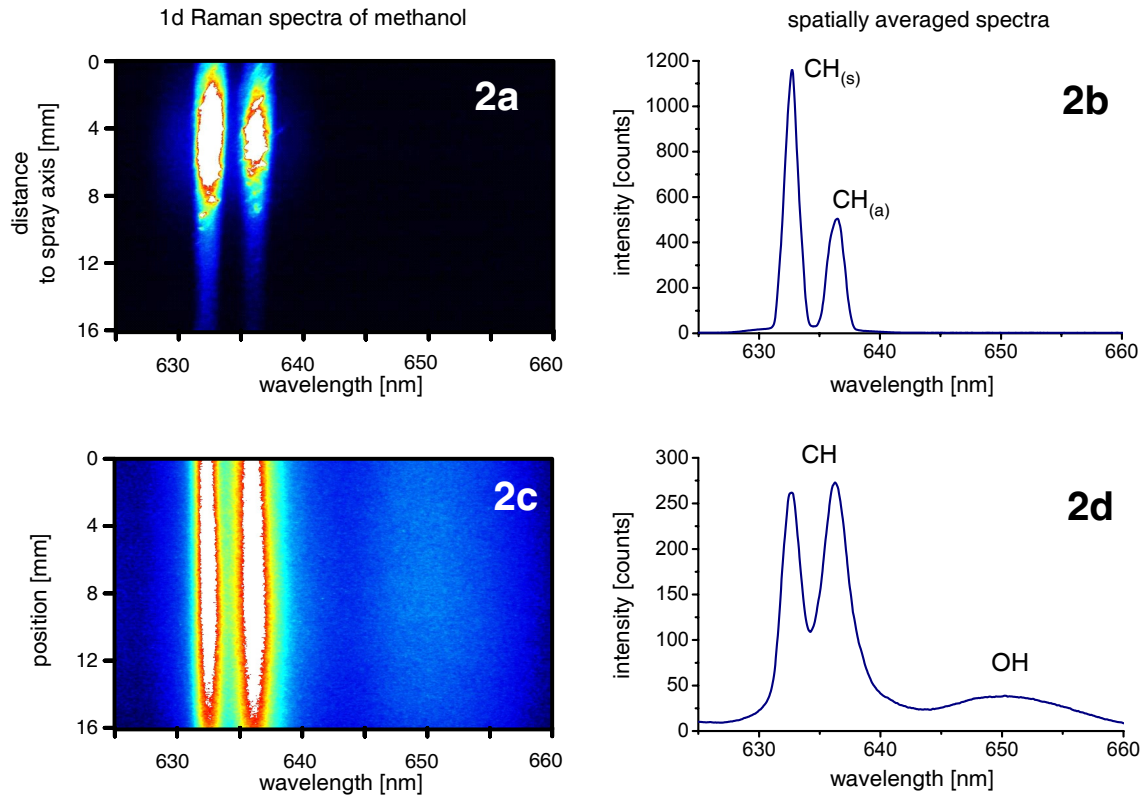 1d Raman spectra of methanol
spatially averaged spectra
2a
0
4
8
12
16
distance
to spray axis [mm]
630
640
650
660
wavelength [nm]
2b
CH(s)
CH(a)
1200
1000
800
600
400
200
0
intensity [counts]
630
640
650
660
wavelength [nm]
2c
0
4
8
12
16
position [mm]
630
640
650
660
wavelength [nm]
2d
CH
OH
300
250
200
150
100
50
0
intensity [counts]
630
640
650
660
wavelength [nm]